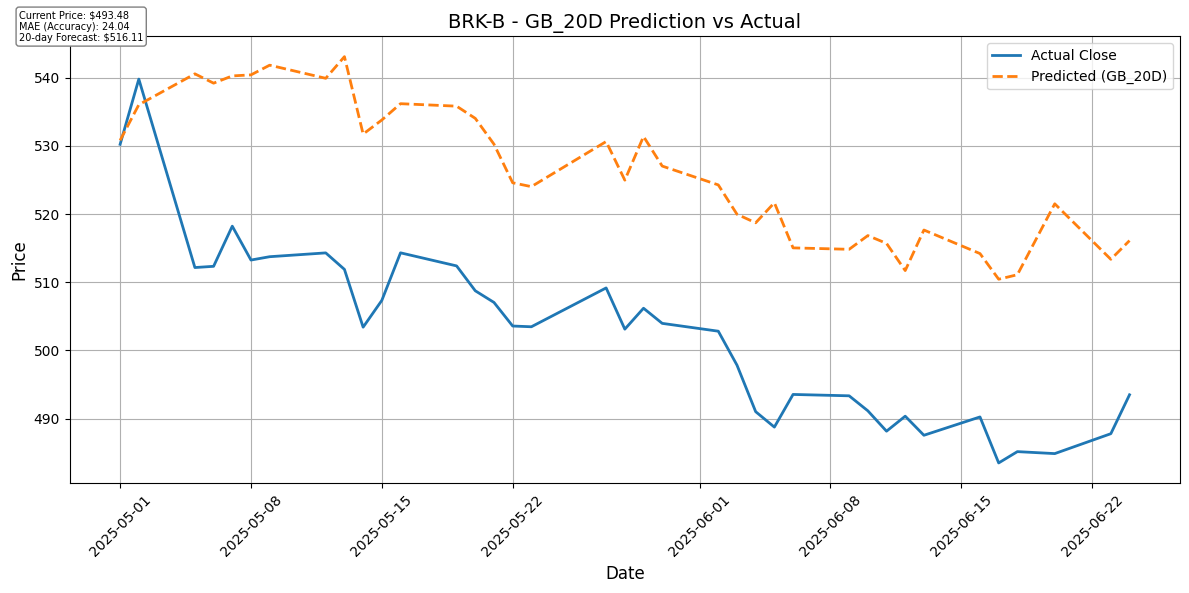 BRK-B - GB_20D Prediction vs Actual
Current Price: $493.48
MAE (Accuracy): 24.04
20-day Forecast: $516.11
Actual Close
Predicted (GB_20D)
Price
540
530
520
510
500
490
2025-05-01
2025-05-08
2025-05-15
2025-05-22
2025-06-01
2025-06-08
2025-06-15
2025-06-22
Date